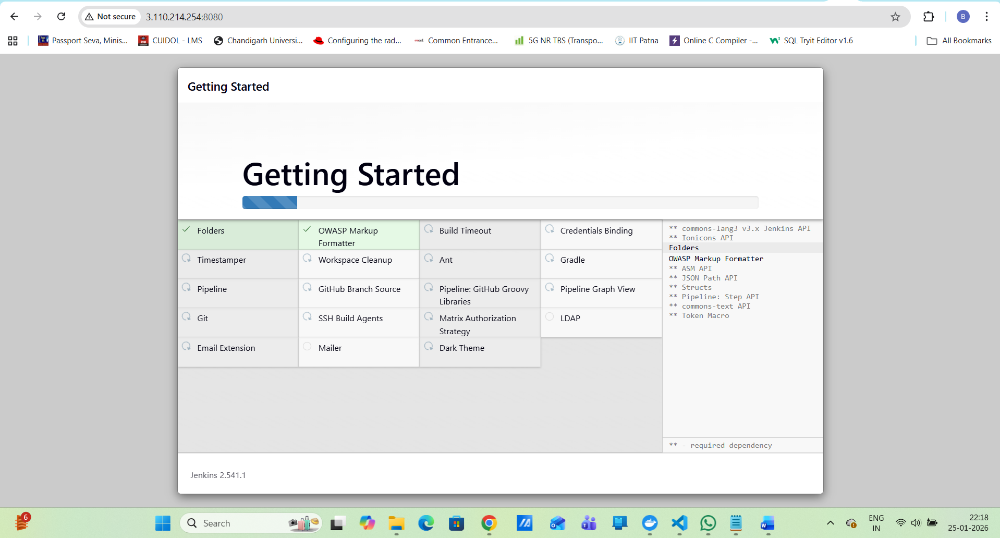 Not secure
3.110.214.254:8080
B
Passport Seva, Minis...
CUIDOL - LMS
Chandigarh Universi...
Configuring the rad...
Common Entrance...
5G NR TBS (Transpo...
IIT Patna
Online C Compiler -...
SQL Tryit Editor v1.6
All Bookmarks
Getting Started
Getting Started
Folders
OWASP Markup
Formatter
Build Timeout
Credentials Binding
Timestamper
Workspace Cleanup
Ant
Gradle
Pipeline
GitHub Branch Source
Pipeline: GitHub Groovy
Libraries
Pipeline Graph View
Git
SSH Build Agents
Matrix Authorization
Strategy
LDAP
Email Extension
Mailer
Dark Theme
** commons-lang3 v3.x Jenkins API
** Ionicons API
Folders
OWASP Markup Formatter
** ASM API
** JSON Path API
** Structs
** Pipeline: Step API
** commons-text API
** Token Macro
** - required dependency
Jenkins 2.541.1
6
Search
ENG
IN
22:18
25-01-2026